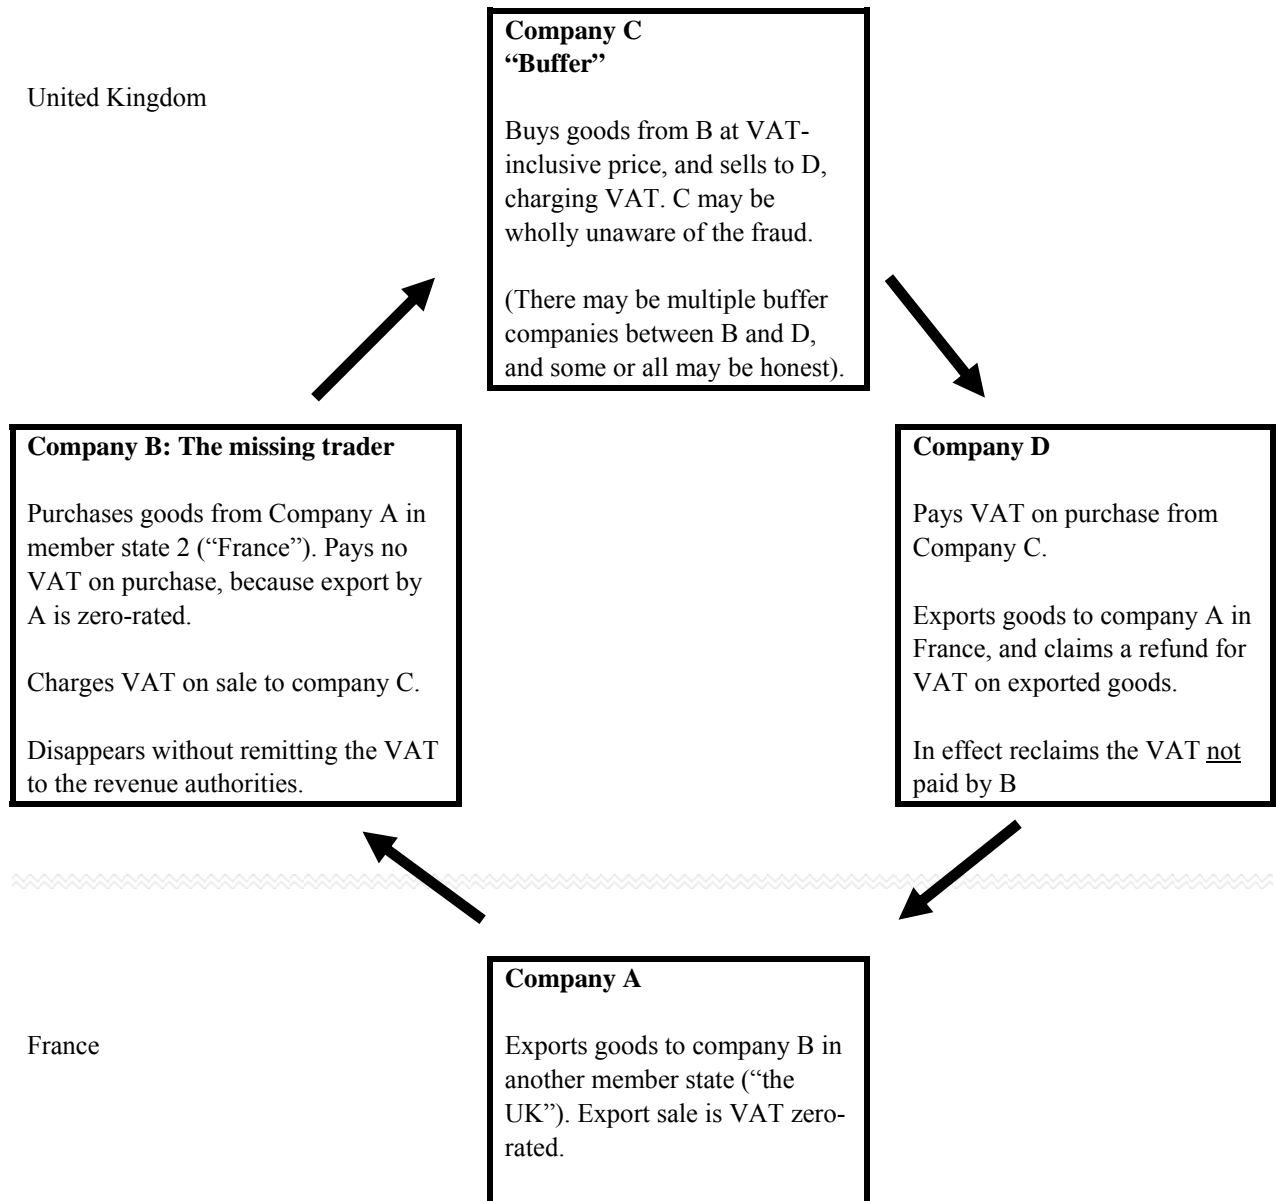 Company C
“Buffer”
United Kingdom
Buys goods from B at VAT-
inclusive price, and sells to D,
charging VAT. C may be
wholly unaware of the fraud.
(There may be multiple buffer
companies between B and D,
and some or all may be honest).
Company B: The missing trader
Purchases goods from Company A in
member state 2 (“France”). Pays no
VAT on purchase, because export by
A is zero-rated.
Charges VAT on sale to company C.
Disappears without remitting the VAT
to the revenue authorities.
Company D
Pays VAT on purchase from
Company C.
Exports goods to company A in
France, and claims a refund for
VAT on exported goods.
In effect reclaims the VAT not
paid by B
Company A
France
Exports goods to company B in
another member state (“the
UK”). Export sale is VAT zero-
rated.